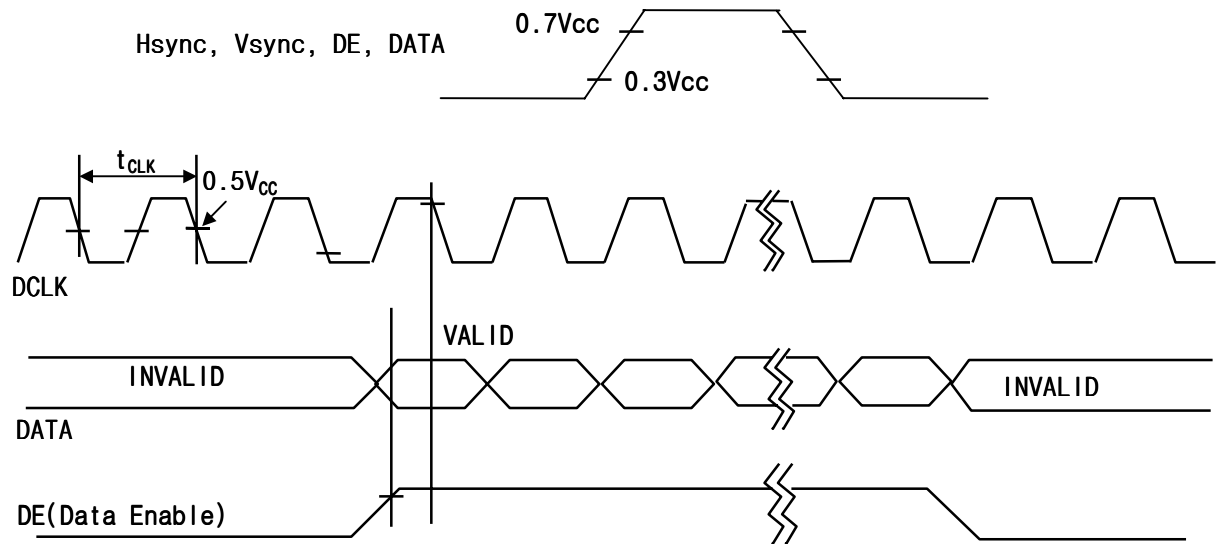 0.7Vcc
Hsync, Vsync, DE, DATA
0.3Vcc
tCLK
0.5VCC
DCLK
VALID
INVALID
INVALID
DATA
DE(Data Enable)